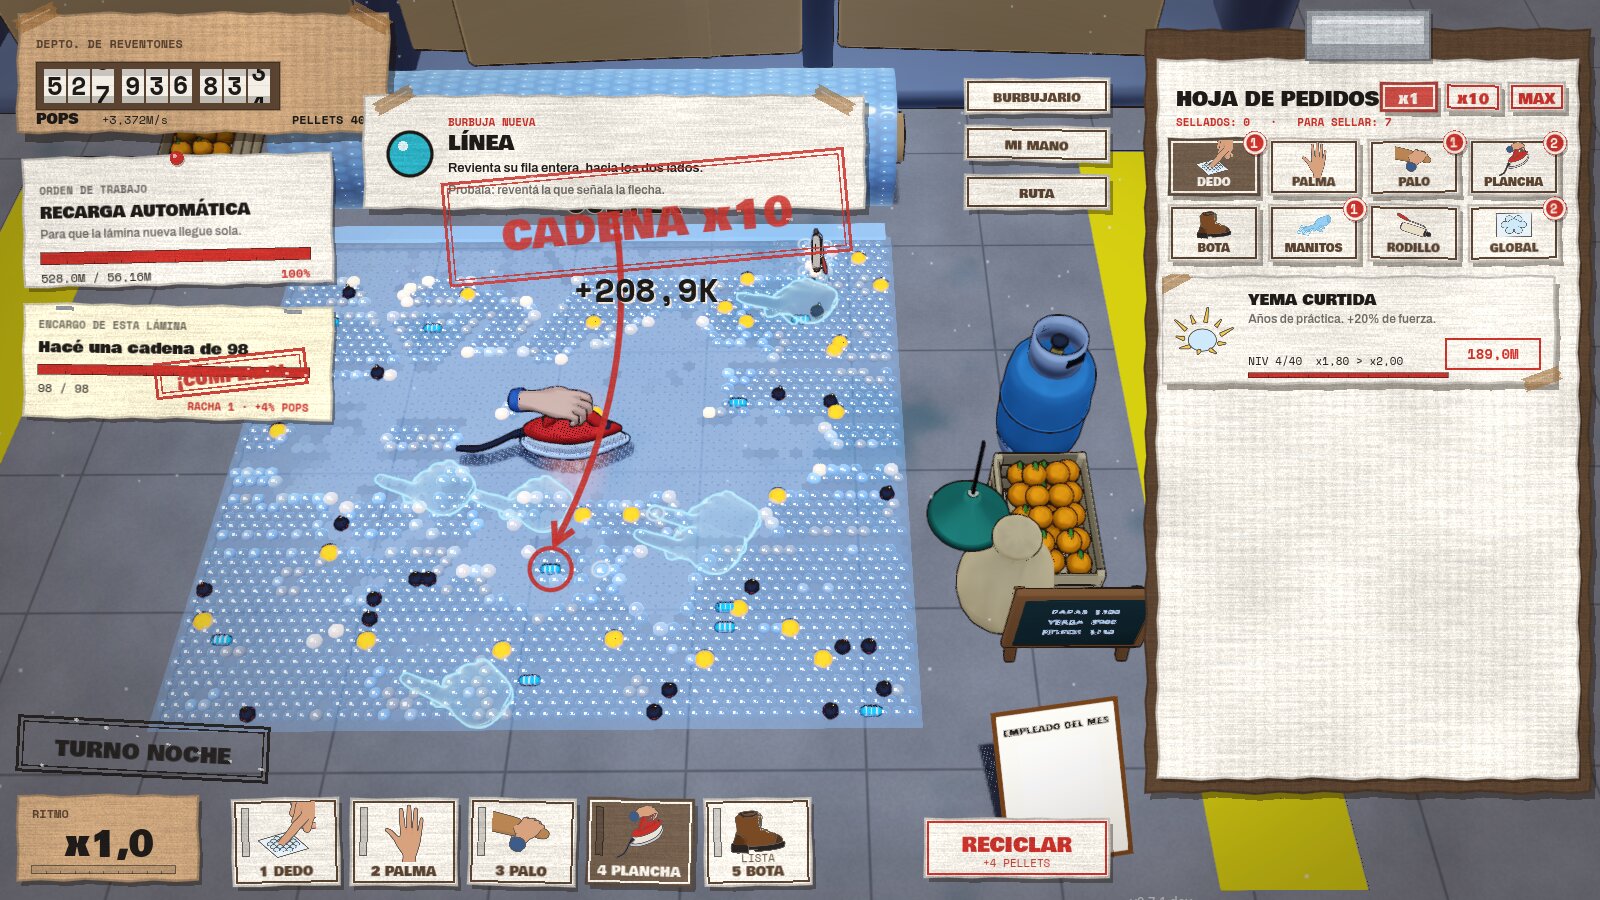 DEPTO. DE REVENTONES
POPS +3,372M/s PELLETS 40
ORDEN DE TRABAJO
RECARGA AUTOMÁTICA
Para que la lámina nueva llegue sola.
528,0M / 56,16M 100%
ENCARGO DE ESTA LÁMINA
Hacé una cadena de 98
98 / 98
RACHA 1 · +4% POPS
BURBUJA NUEVA
LÍNEA
Revienta su fila entera, hacia los dos lados.
Probala: reventá la que señala la flecha.
CADENA x10
+208,9K
BURBUJARIO
MI MANO
RUTA
HOJA DE PEDIDOS x1 x10 MAX
SELLADOS: 0 · PARA SELLAR: 7
DEDO 1
PALMA
PALO 1
PLANCHA 2
BOTA
MANITOS 1
RODILLO
GLOBAL 2
YEMA CURTIDA
Años de práctica. +20% de fuerza.
NIV 4/40 x1,80 > x2,00
189,0M
EMPLEADO DEL MES
TURNO NOCHE
RITMO
x1,0
1 DEDO
2 PALMA
3 PALO
4 PLANCHA
LISTA
5 BOTA
RECICLAR
+4 PELLETS